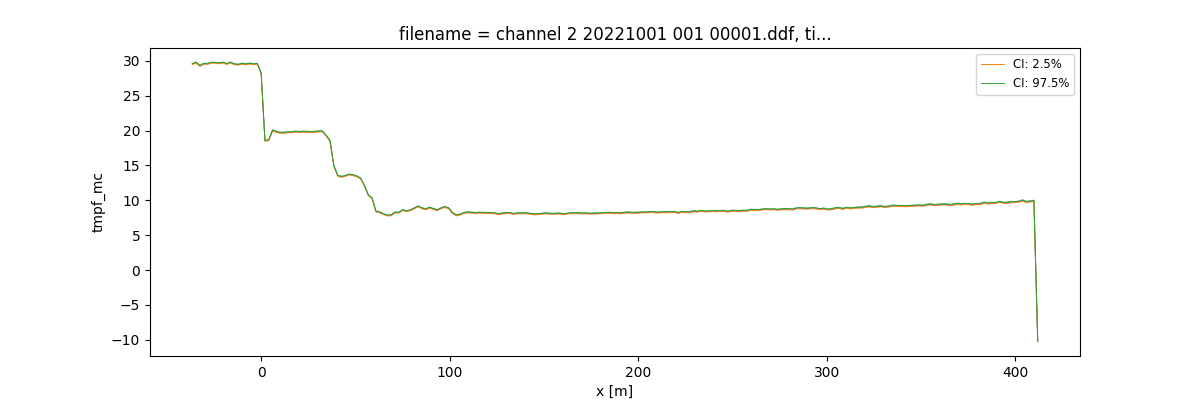 filename = channel 2 20221001 001 00001.ddf, ti...
CI: 2.5%
CI: 97.5%
30
25
20
15
10
5
0
−5
−10
tmpf_mc
0 100 200 300 400
x [m]